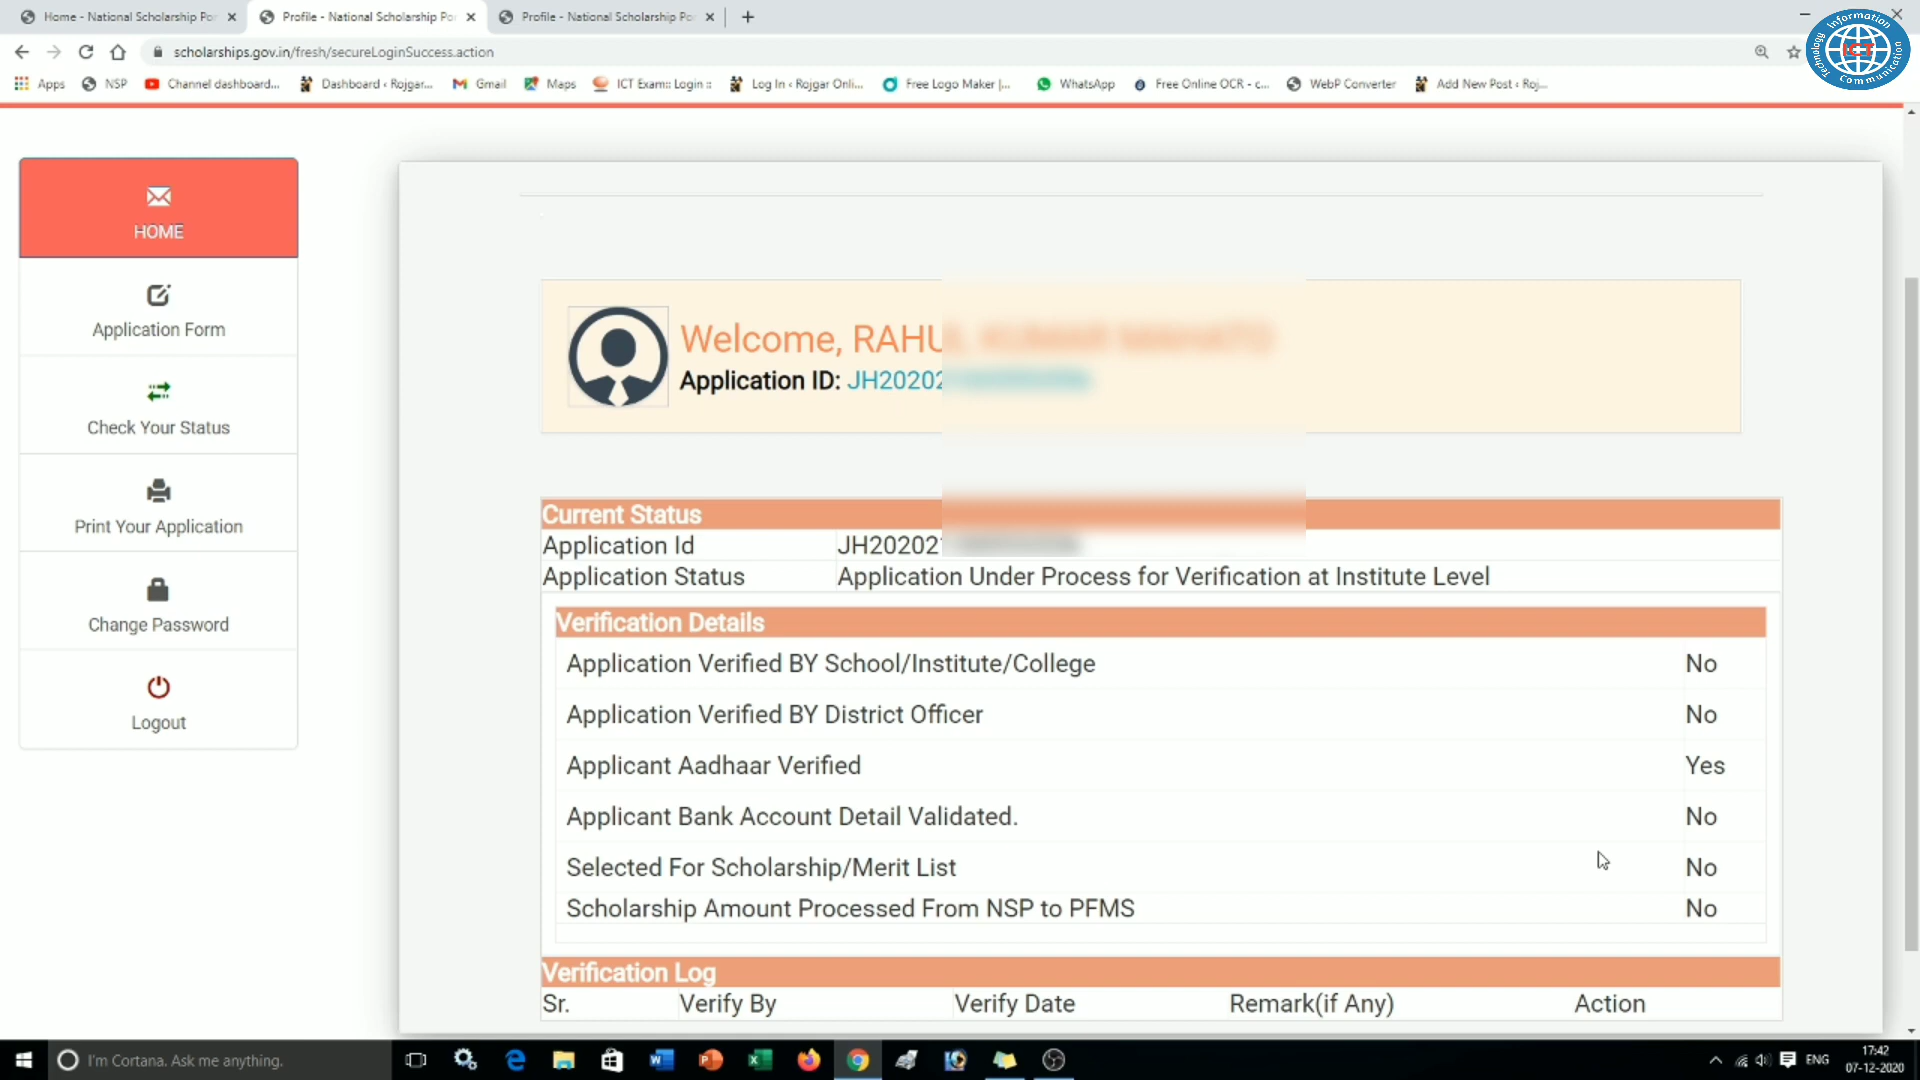 Home - National Scholarship Por
Profile - National Scholarship Por
Profile - National Scholarship Po
scholarships.gov.in/fresh/secureLoginSuccess.action
Apps
NSP
Channel dashboard...
Dashboard ‹ Rojgar...
Gmail
Maps
ICT Exam:: Login ::
Log In ‹ Rojgar Onli...
Free Logo Maker |...
WhatsApp
Free Online OCR - c...
WebP Converter
Add New Post ‹ Roj...
Information
ICT
Technology
Communication
HOME
Application Form
Check Your Status
Print Your Application
Change Password
Logout
Welcome, RAHUL
Application ID: JH20202
Current Status
Application Id JH20202
Application Status Application Under Process for Verification at Institute Level
Verification Details
Application Verified BY School/Institute/College No
Application Verified BY District Officer No
Applicant Aadhaar Verified Yes
Applicant Bank Account Detail Validated. No
Selected For Scholarship/Merit List No
Scholarship Amount Processed From NSP to PFMS No
Verification Log
Sr. Verify By Verify Date Remark(if Any) Action
I'm Cortana. Ask me anything.
ENG
17:42
07-12-2020